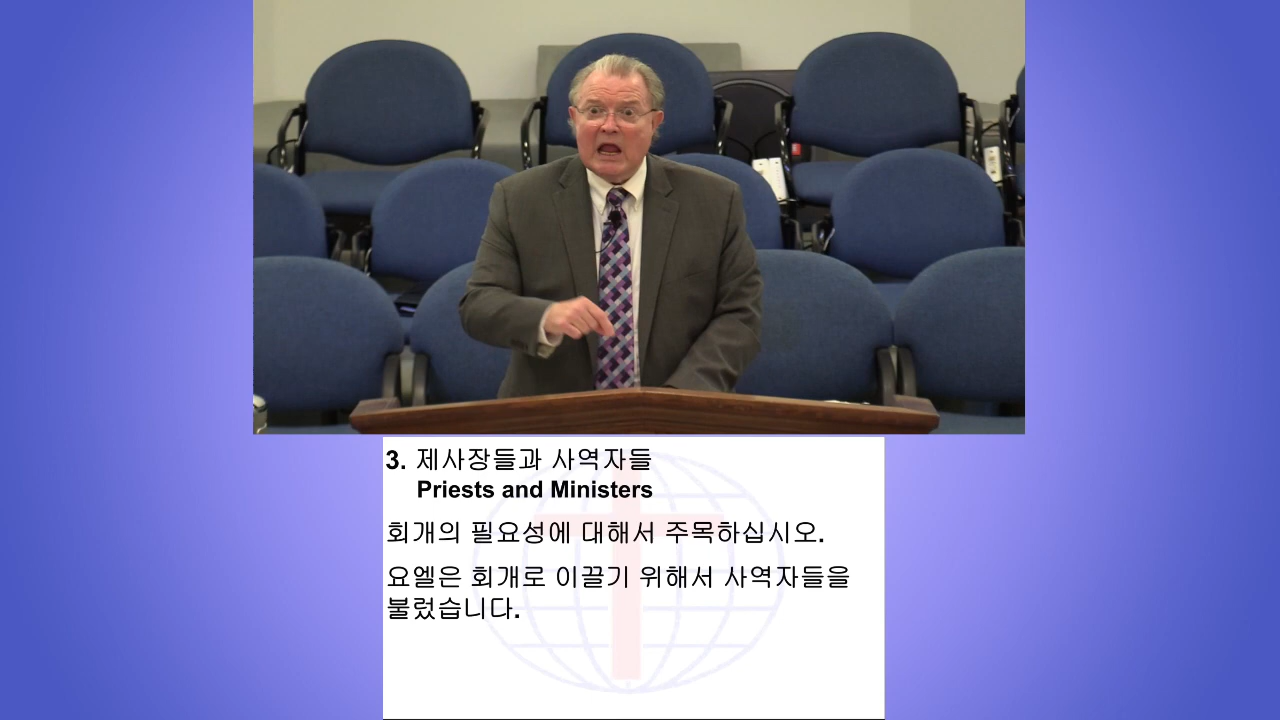 3. 제사장들과 사역자들
Priests and Ministers
회개의 필요성에 대해서 주목하십시오.
요엘은 회개로 이끌기 위해서 사역자들을
불렀습니다.